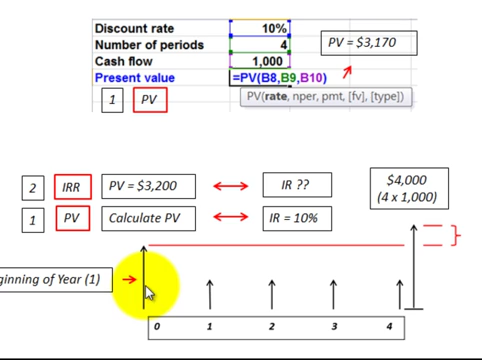 Discount rate 10%
Number of periods 4
PV = $3,170
Cash flow 1,000
Present value =PV(B8,B9,B10)
1 PV
PV(rate, nper, pmt, [fv], [type])
2 IRR PV = $3,200 IR ??
$4,000
(4 x 1,000)
1 PV Calculate PV IR = 10%
ginning of Year (1)
0 1 2 3 4